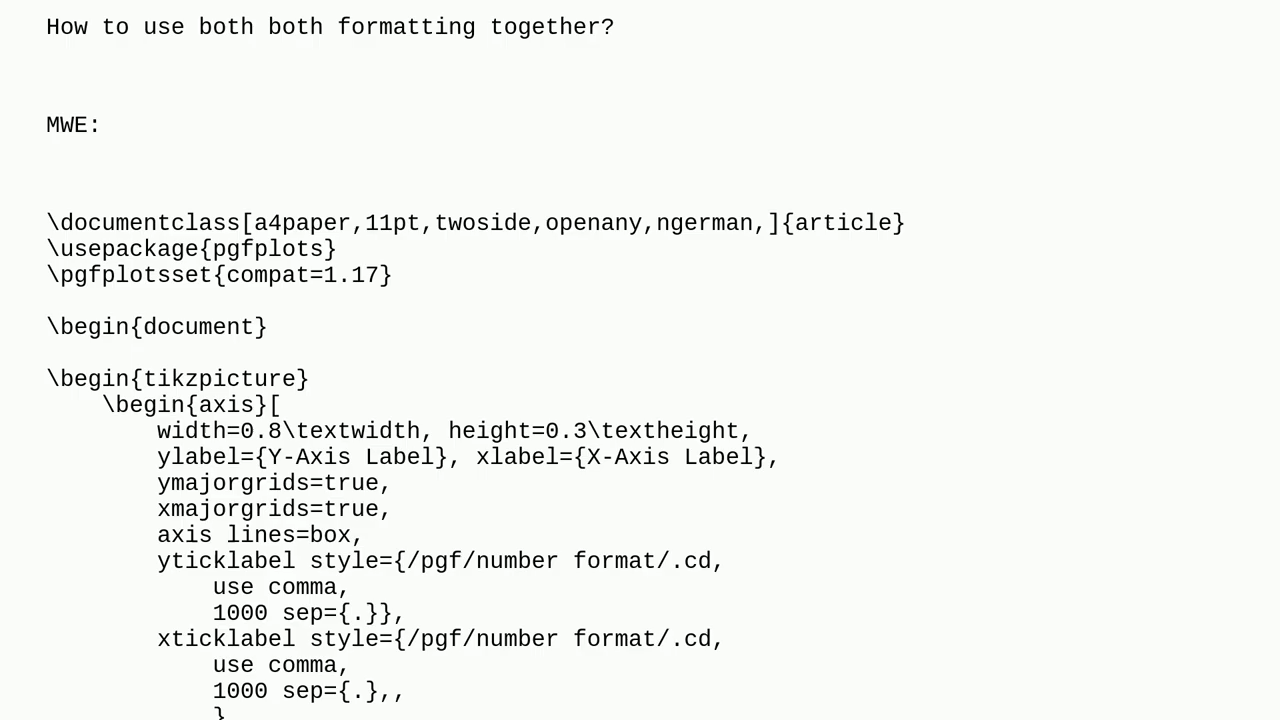 How to use both both formatting together?
MWE:
\documentclass[a4paper,11pt,twoside,openany,ngerman,]{article}
\usepackage{pgfplots}
\pgfplotsset{compat=1.17}
\begin{document}
\begin{tikzpicture}
    \begin{axis}[
        width=0.8\textwidth, height=0.3\textheight,
        ylabel={Y-Axis Label}, xlabel={X-Axis Label},
        ymajorgrids=true,
        xmajorgrids=true,
        axis lines=box,
        yticklabel style={/pgf/number format/.cd,
            use comma,
            1000 sep={.}},
        xticklabel style={/pgf/number format/.cd,
            use comma,
            1000 sep={.},,
            }